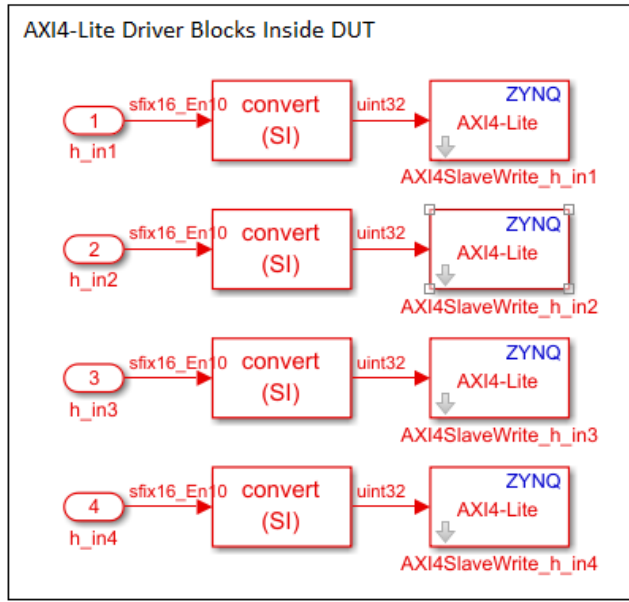 AXI4-Lite Driver Blocks Inside DUT
1
h_in1
sfix16_En10
convert
(SI)
uint32
ZYNQ
AXI4-Lite
AXI4SlaveWrite_h_in1
2
h_in2
sfix16_En10
convert
(SI)
uint32
ZYNQ
AXI4-Lite
AXI4SlaveWrite_h_in2
3
h_in3
sfix16_En10
convert
(SI)
uint32
ZYNQ
AXI4-Lite
AXI4SlaveWrite_h_in3
4
h_in4
sfix16_En10
convert
(SI)
uint32
ZYNQ
AXI4-Lite
AXI4SlaveWrite_h_in4